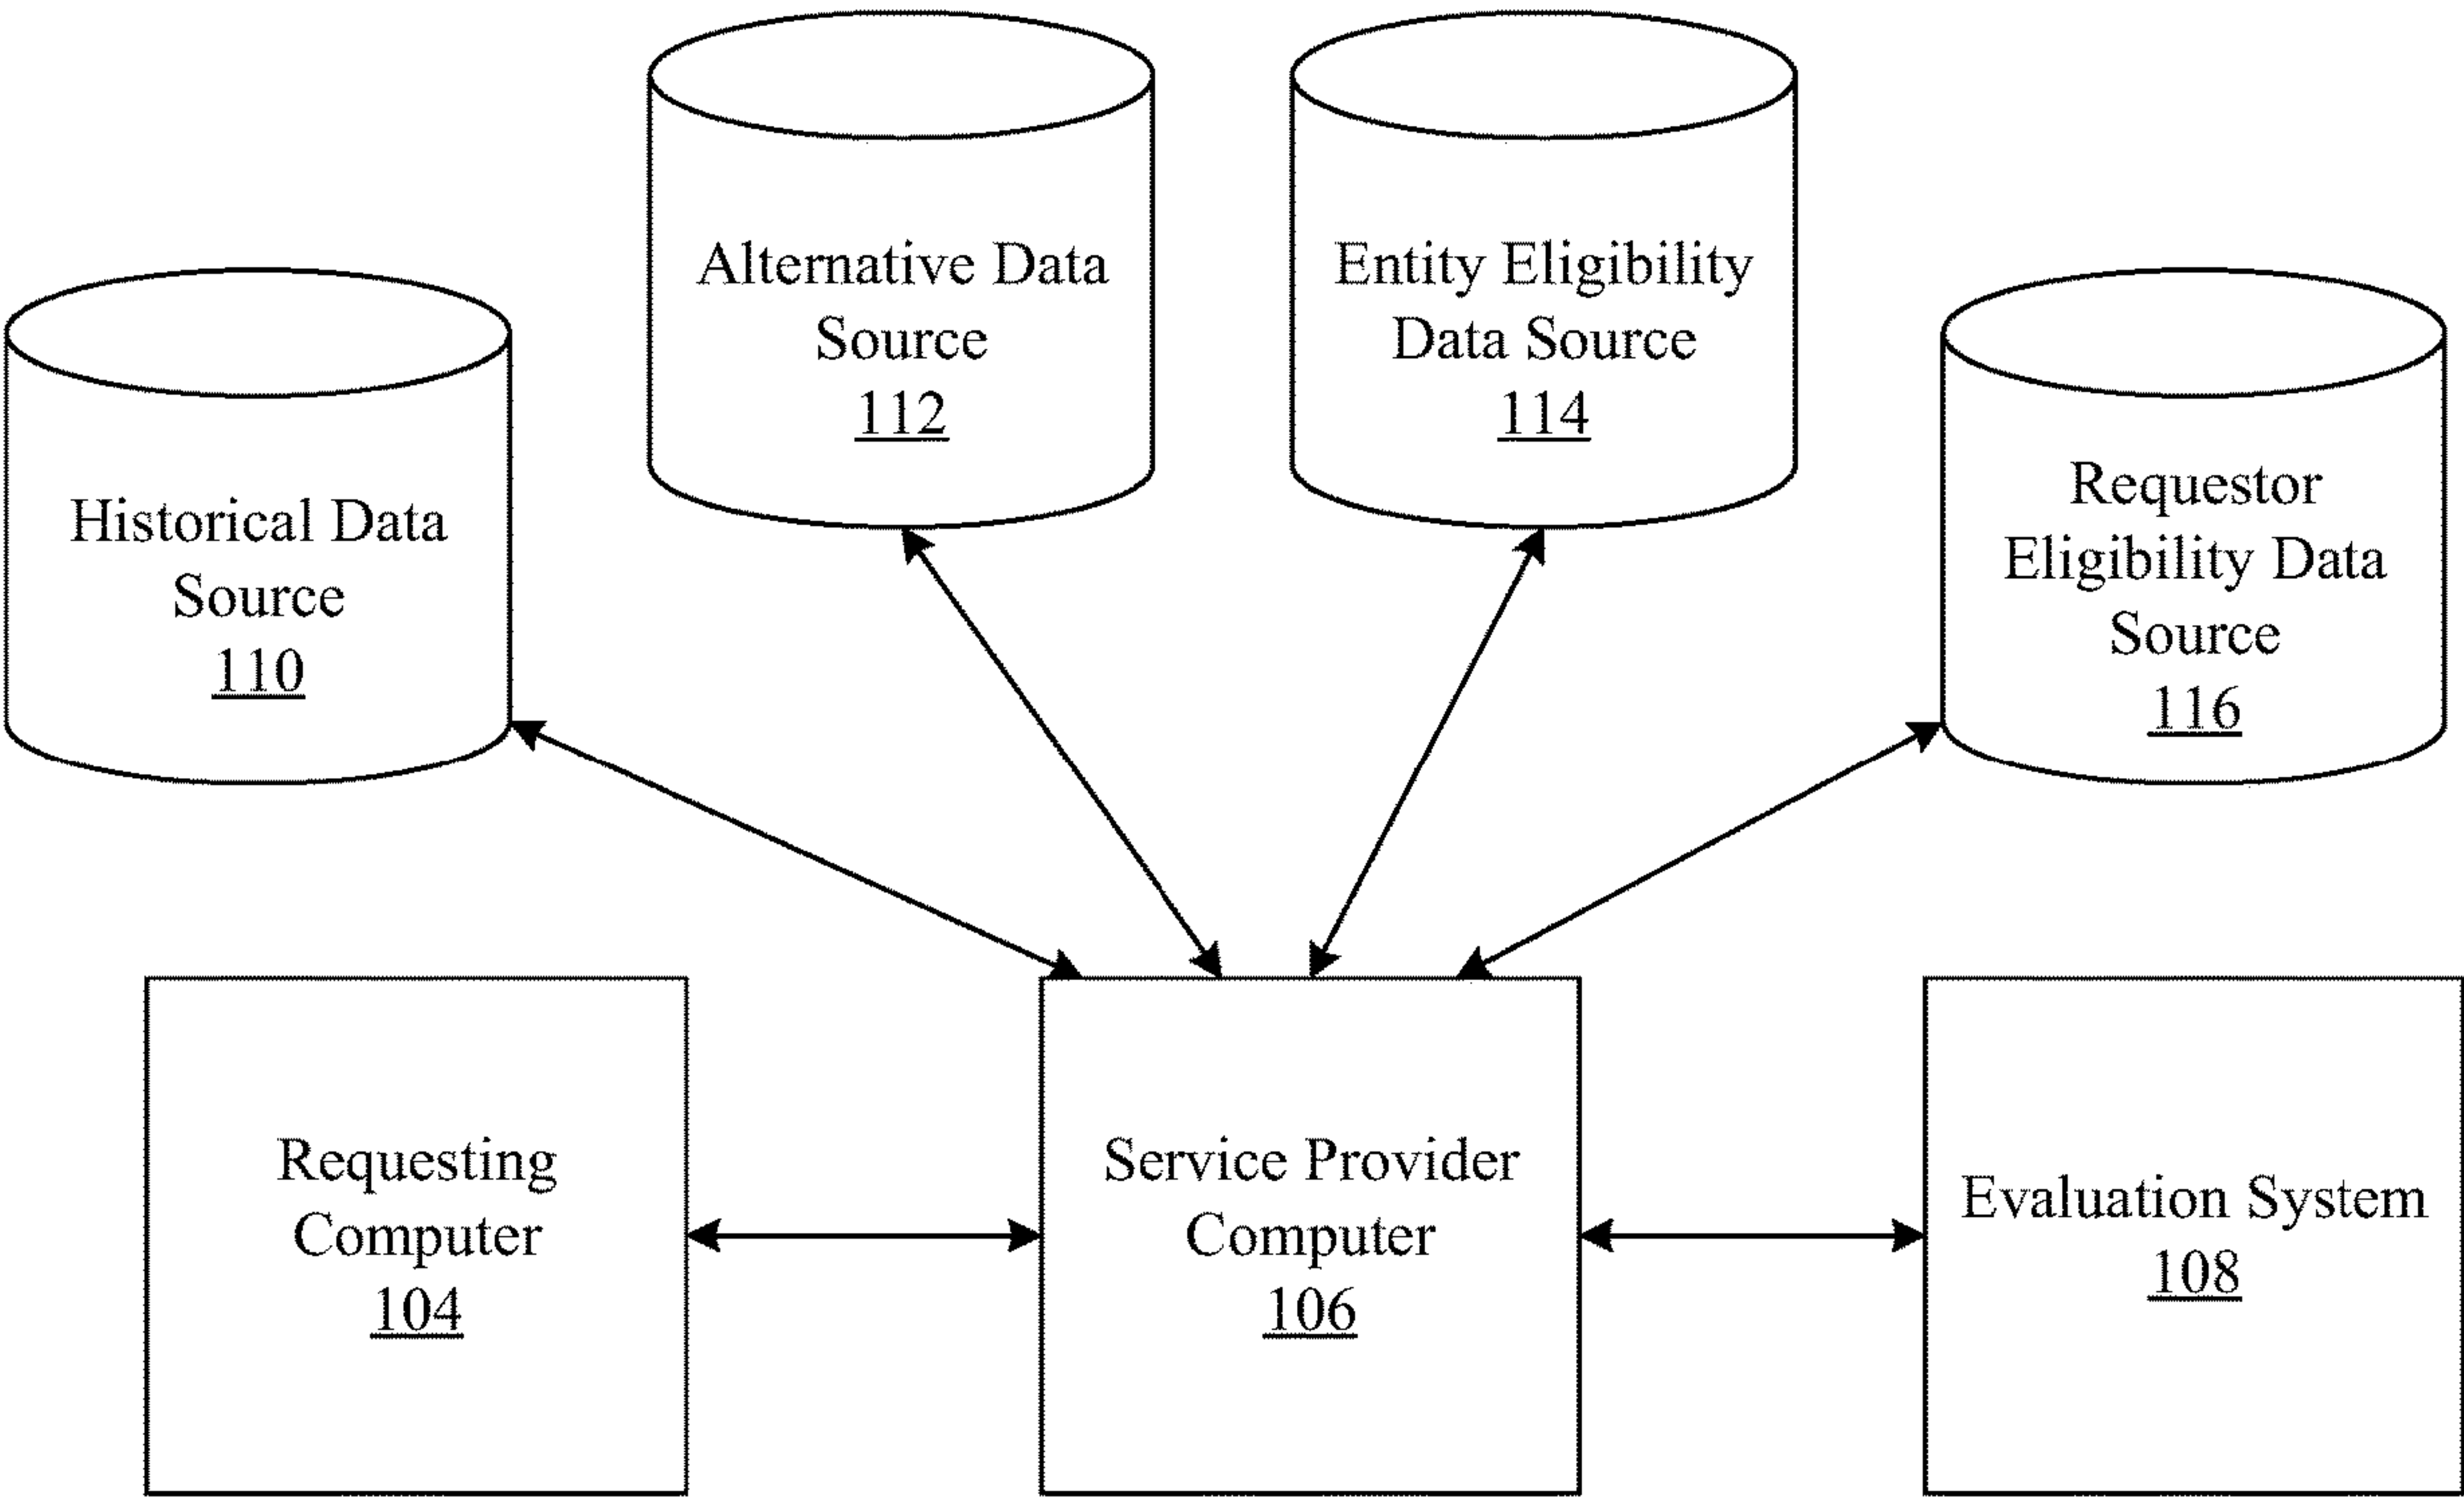 Historical Data
Source
110
Alternative Data
Source
112
Entity Eligibility
Data Source
114
Requestor
Eligibility Data
Source
116
Requesting
Computer
104
Service Provider
Computer
106
Evaluation System
108